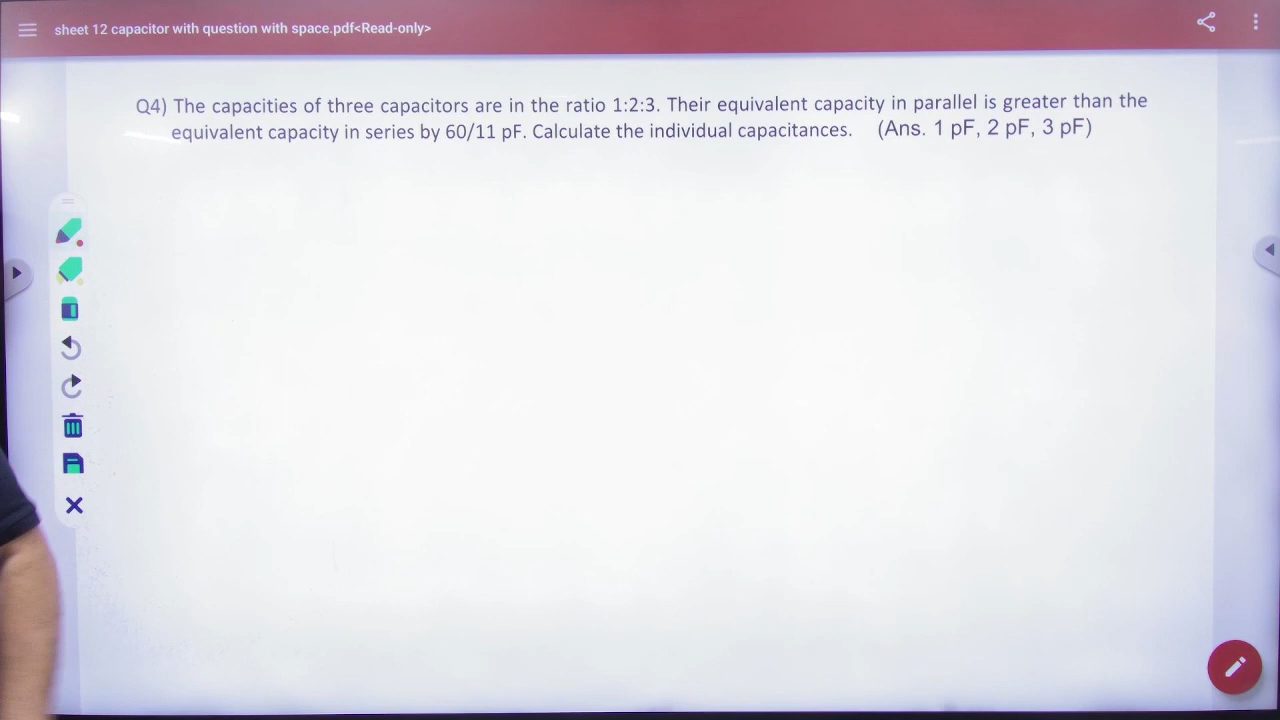 sheet 12 capacitor with question with space.pdf<Read-only>
Q4) The capacities of three capacitors are in the ratio 1:2:3. Their equivalent capacity in parallel is greater than the
equivalent capacity in series by 60/11 pF. Calculate the individual capacitances. (Ans. 1 pF, 2 pF, 3 pF)